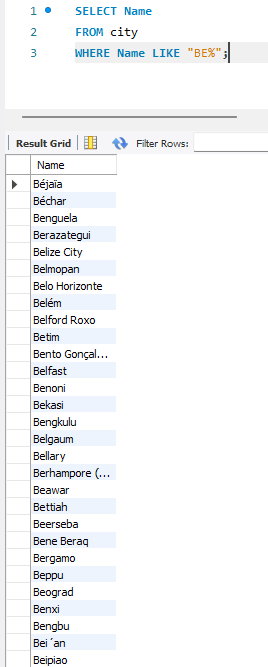 1 SELECT Name
2 FROM city
3 WHERE Name LIKE "BE%";
Result Grid Filter Rows:
Name
Béjaïa
Béchar
Benguela
Berazategui
Belize City
Belmopan
Belo Horizonte
Belém
Belford Roxo
Betim
Bento Gonçal...
Belfast
Benoni
Bekasi
Bengkulu
Belgaum
Bellary
Berhampore (...
Beawar
Bettiah
Beerseba
Bene Beraq
Bergamo
Beppu
Beograd
Benxi
Bengbu
Bei´an
Beipiao